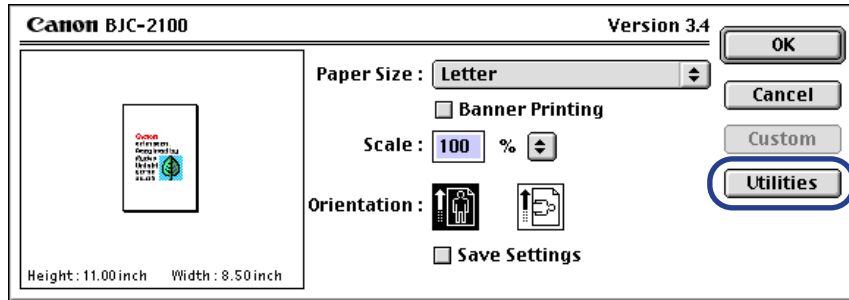 Canon BJC-2100
Version 3.4
OK
Paper Size : Letter
Cancel
Banner Printing
Scale : 100 %
Custom
Utilities
Orientation :
Save Settings
Canon
Height : 11.00 inch Width : 8.50 inch